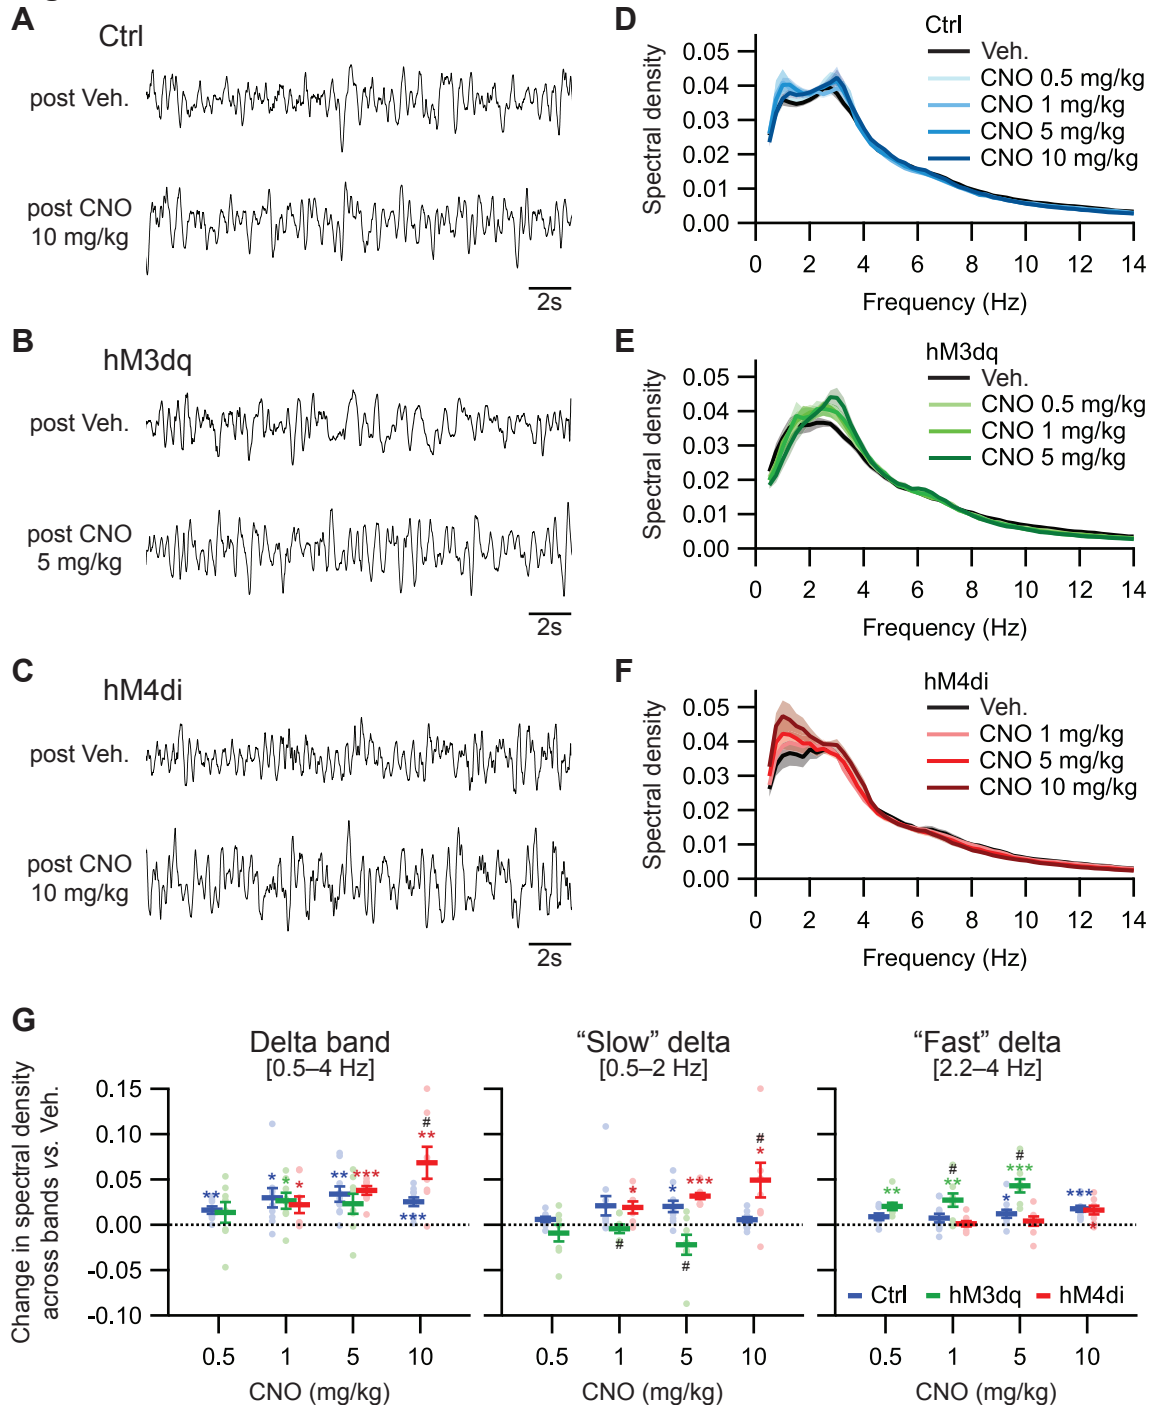 A
Ctrl
post Veh.
post CNO
10 mg/kg
2s
D
Spectral density
0.05
0.04
0.03
0.02
0.01
0.00
0 2 4 6 8 10 12 14
Frequency (Hz)
Ctrl
Veh.
CNO 0.5 mg/kg
CNO 1 mg/kg
CNO 5 mg/kg
CNO 10 mg/kg
B
hM3dq
post Veh.
post CNO
5 mg/kg
2s
E
Spectral density
0.05
0.04
0.03
0.02
0.01
0.00
0 2 4 6 8 10 12 14
Frequency (Hz)
hM3dq
Veh.
CNO 0.5 mg/kg
CNO 1 mg/kg
CNO 5 mg/kg
C
hM4di
post Veh.
post CNO
10 mg/kg
2s
F
Spectral density
0.05
0.04
0.03
0.02
0.01
0.00
0 2 4 6 8 10 12 14
Frequency (Hz)
hM4di
Veh.
CNO 1 mg/kg
CNO 5 mg/kg
CNO 10 mg/kg
G
Change in spectral density
across bands vs. Veh.
0.15
0.10
0.05
0.00
-0.05
-0.10
Delta band
[0.5–4 Hz]
** * * * ** *** *** # **
0.5 1 5 10
CNO (mg/kg)
“Slow” delta
[0.5–2 Hz]
# * * # *** # *
0.5 1 5 10
CNO (mg/kg)
“Fast” delta
[2.2–4 Hz]
** # ** * # *** *** *
Ctrl hM3dq hM4di
0.5 1 5 10
CNO (mg/kg)